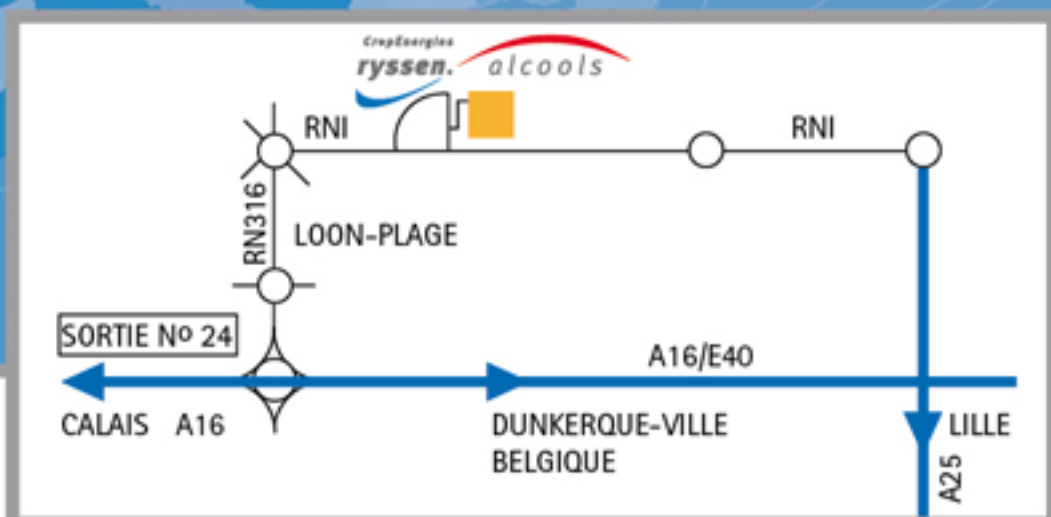 CropEnergies
ryssen. alcools
RNI
RNI
RN316
LOON-PLAGE
SORTIE Nº 24
A16/E40
CALAIS A16
DUNKERQUE-VILLE
BELGIQUE
LILLE
A25